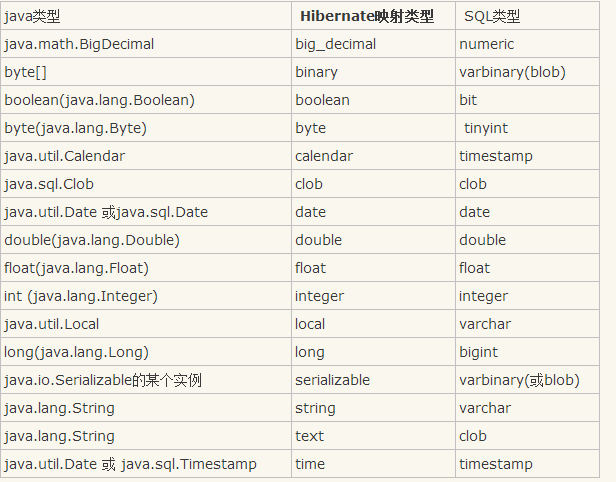 java类型 Hibernate映射类型 SQL类型
java.math.BigDecimal big_decimal numeric
byte[] binary varbinary(blob)
boolean(java.lang.Boolean) boolean bit
byte(java.lang.Byte) byte tinyint
java.util.Calendar calendar timestamp
java.sql.Clob clob clob
java.util.Date 或java.sql.Date date date
double(java.lang.Double) double double
float(java.lang.Float) float float
int (java.lang.Integer) integer integer
java.util.Local local varchar
long(java.lang.Long) long bigint
java.io.Serializable的某个实例 serializable varbinary(或blob)
java.lang.String string varchar
java.lang.String text clob
java.util.Date 或 java.sql.Timestamp time timestamp